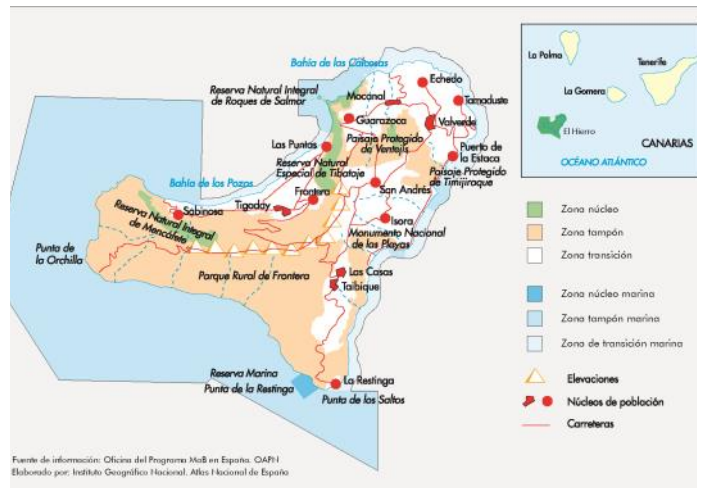 Bahía de las Calcosas
Reserva Natural Integral
de Roques de Salmor
Mocanal
Echedo
Tamaduste
Guarazoca
Valverde
Las Puntas
Paisaje Protegido
de Ventejís
Puerto de
la Estaca
Reserva Natural
Especial de Tibataje
Paisaje Protegido
de Timijiraque
Bahía de los Pozos
Frontera
San Andrés
Tigaday
Sabinosa
Isora
Reserva Natural Integral
de Mencáfete
Monumento Nacional
de las Playas
Punta de
la Orchilla
Parque Rural de Frontera
Las Casas
Taibique
Reserva Marina
Punta de la Restinga
La Restinga
Punta de los Saltos
La Palma
Tenerife
La Gomera
El Hierro
CANARIAS
OCÉANO ATLÁNTICO
Zona núcleo
Zona tampón
Zona transición
Zona núcleo marina
Zona tampón marina
Zona de transición marina
Elevaciones
Núcleos de población
Carreteras
Fuente de información: Oficina del Programa MaB en España. OAPN
Elaborado por: Instituto Geográfico Nacional. Atlas Nacional de España